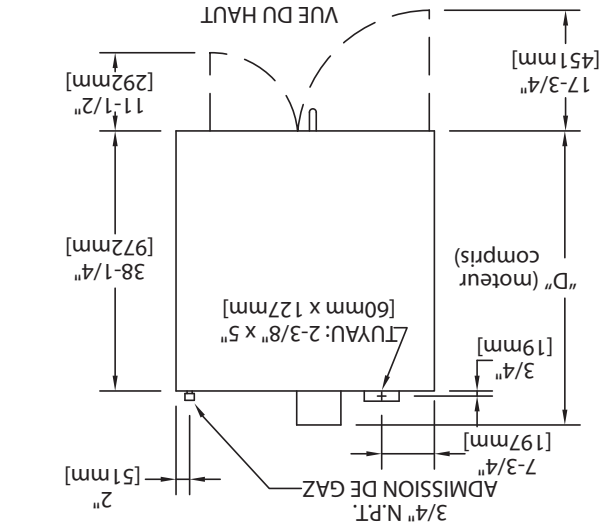 3/4" N.P.T.
ADMISSION DE GAZ
7-3/4"
[197mm]
2"
[51mm]
3/4"
[19mm]
TUYAU: 2-3/8" x 5"
[60mm x 127mm]
"D" (moteur
compris)
38-1/4"
[972mm]
17-3/4"
[451mm]
11-1/2"
[292mm]
VUE DU HAUT